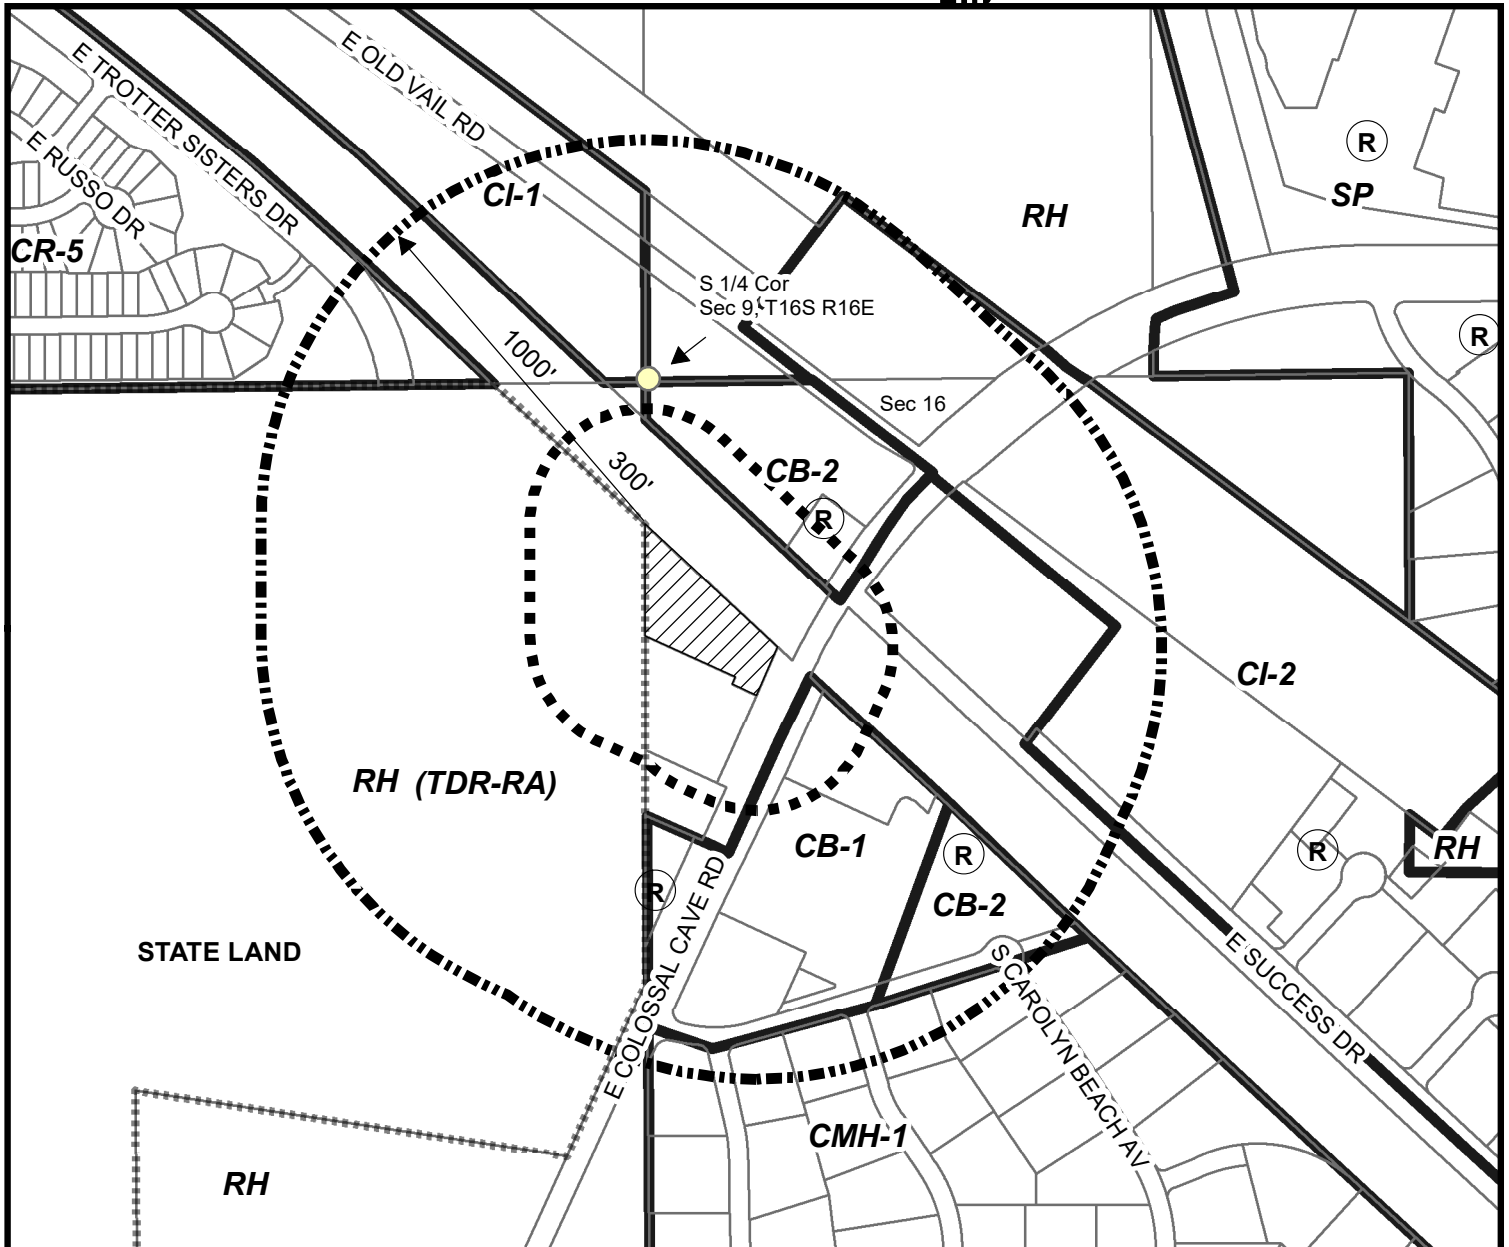 E OLD VAIL RD
E TROTTER SISTERS DR
E RUSSO DR
R
SP
CI-1
RH
CR-5
S 1/4 Cor
Sec 9, T16S R16E
R
1000'
Sec 16
300'
CB-2
R
CI-2
RH (TDR-RA)
CB-1
R
CB-2
R
RH
R
STATE LAND
E COLOSSAL CAVE RD
S CAROLYN BEACH AV
E SUCCESS DR
CMH-1
RH